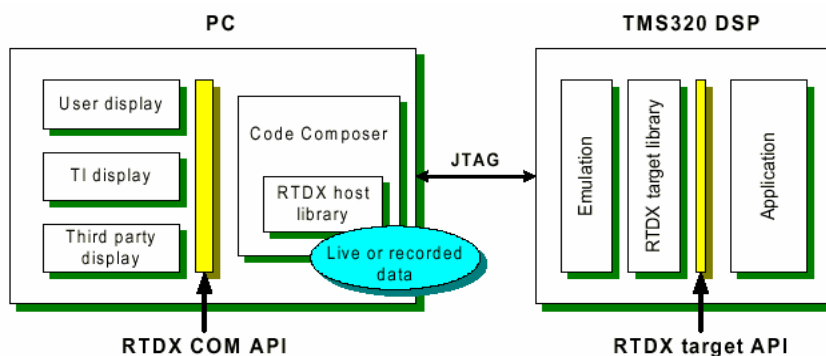 PC
TMS320 DSP
User display
TI display
Third party
display
Code Composer
RTDX host
library
Live or recorded
data
JTAG
Emulation
RTDX target library
Application
RTDX COM API
RTDX target API